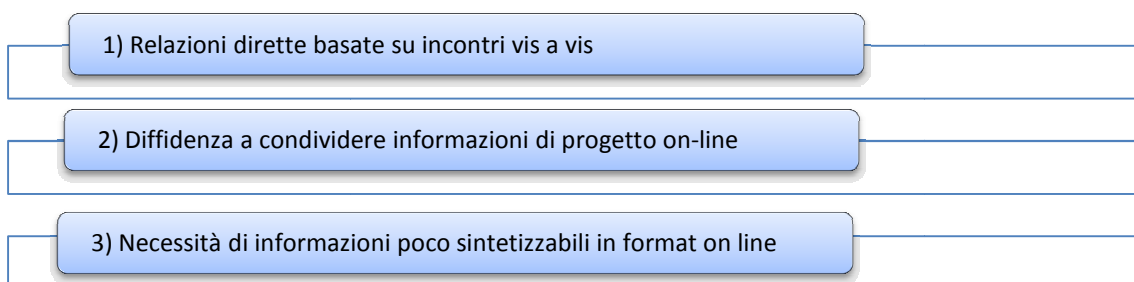 1) Relazioni dirette basate su incontri vis a vis
2) Diffidenza a condividere informazioni di progetto on-line
3) Necessità di informazioni poco sintetizzabili in format on line